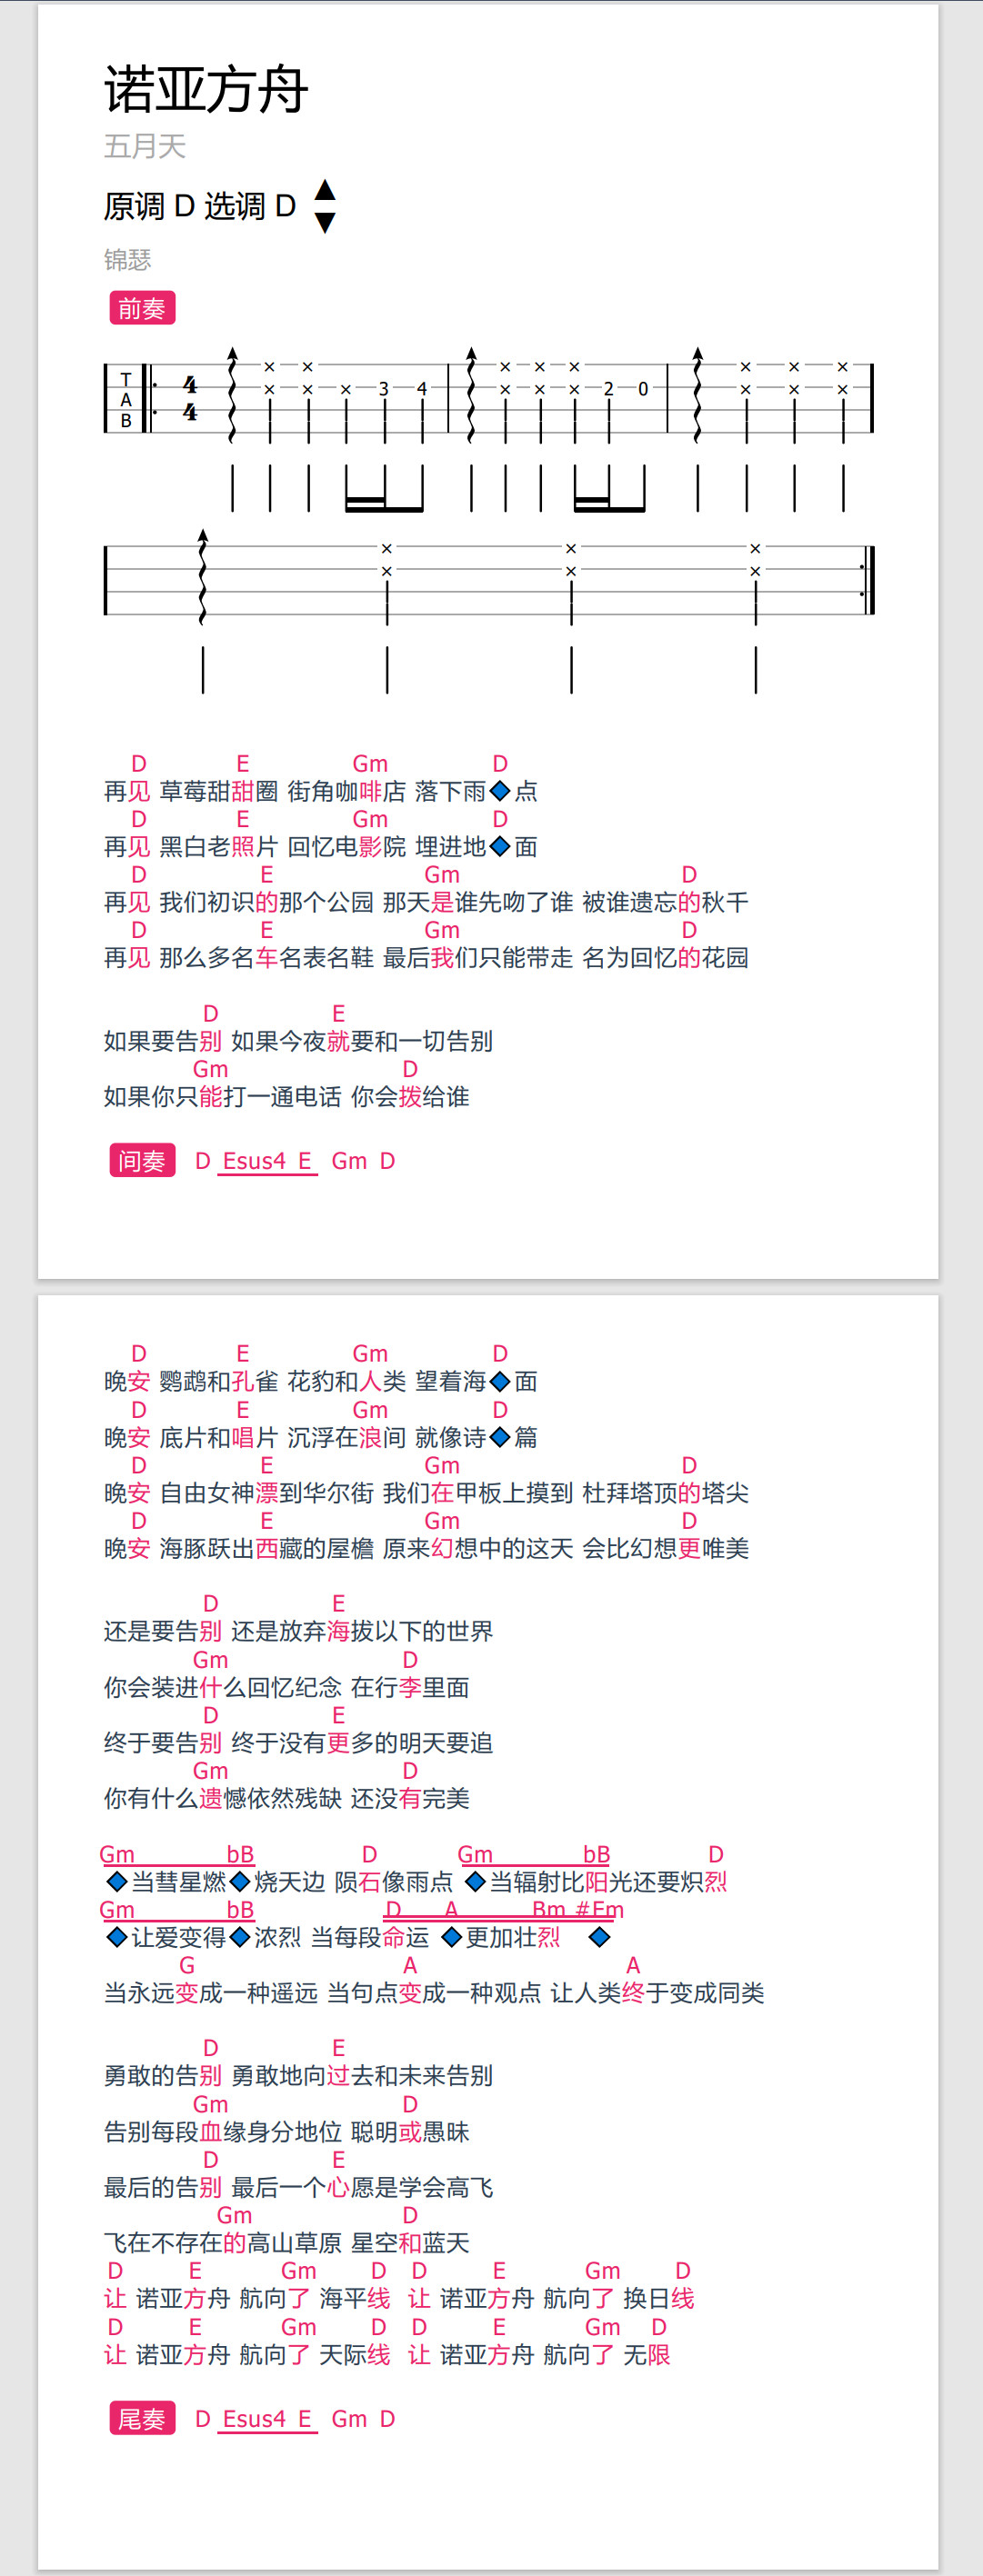 诺亚方舟
五月天
原调 D 选调 D ▲▼
锦瑟
前奏
T A B 4 4 × × × × × 3 4 × × × × × × 2 0 × × × × × ×
× × × × × ×
D E Gm D
再见 草莓甜甜圈 街角咖啡店 落下雨◆点
D E Gm D
再见 黑白老照片 回忆电影院 埋进地◆面
D E Gm D
再见 我们初识的那个公园 那天是谁先吻了谁 被谁遗忘的秋千
D E Gm D
再见 那么多名车名表名鞋 最后我们只能带走 名为回忆的花园
D E
如果要告别 如果今夜就要和一切告别
Gm D
如果你只能打一通电话 你会拨给谁
间奏 D Esus4 E Gm D
D E Gm D
晚安 鹦鹉和孔雀 花豹和人类 望着海◆面
D E Gm D
晚安 底片和唱片 沉浮在浪间 就像诗◆篇
D E Gm D
晚安 自由女神漂到华尔街 我们在甲板上摸到 杜拜塔顶的塔尖
D E Gm D
晚安 海豚跃出西藏的屋檐 原来幻想中的这天 会比幻想更唯美
D E
还是要告别 还是放弃海拔以下的世界
Gm D
你会装进什么回忆纪念 在行李里面
D E
终于要告别 终于没有更多的明天要追
Gm D
你有什么遗憾依然残缺 还没有完美
Gm bB D Gm bB D
◆当彗星燃◆烧天边 陨石像雨点 ◆当辐射比阳光还要炽烈
Gm bB D A Bm #Fm
◆让爱变得◆浓烈 当每段命运 ◆更加壮烈 ◆
G A A
当永远变成一种遥远 当句点变成一种观点 让人类终于变成同类
D E
勇敢的告别 勇敢地向过去和未来告别
Gm D
告别每段血缘身分地位 聪明或愚昧
D E
最后的告别 最后一个心愿是学会高飞
Gm D
飞在不存在的高山草原 星空和蓝天
D E Gm D D E Gm D
让 诺亚方舟 航向了 海平线 让 诺亚方舟 航向了 换日线
D E Gm D D E Gm D
让 诺亚方舟 航向了 天际线 让 诺亚方舟 航向了 无限
尾奏 D Esus4 E Gm D